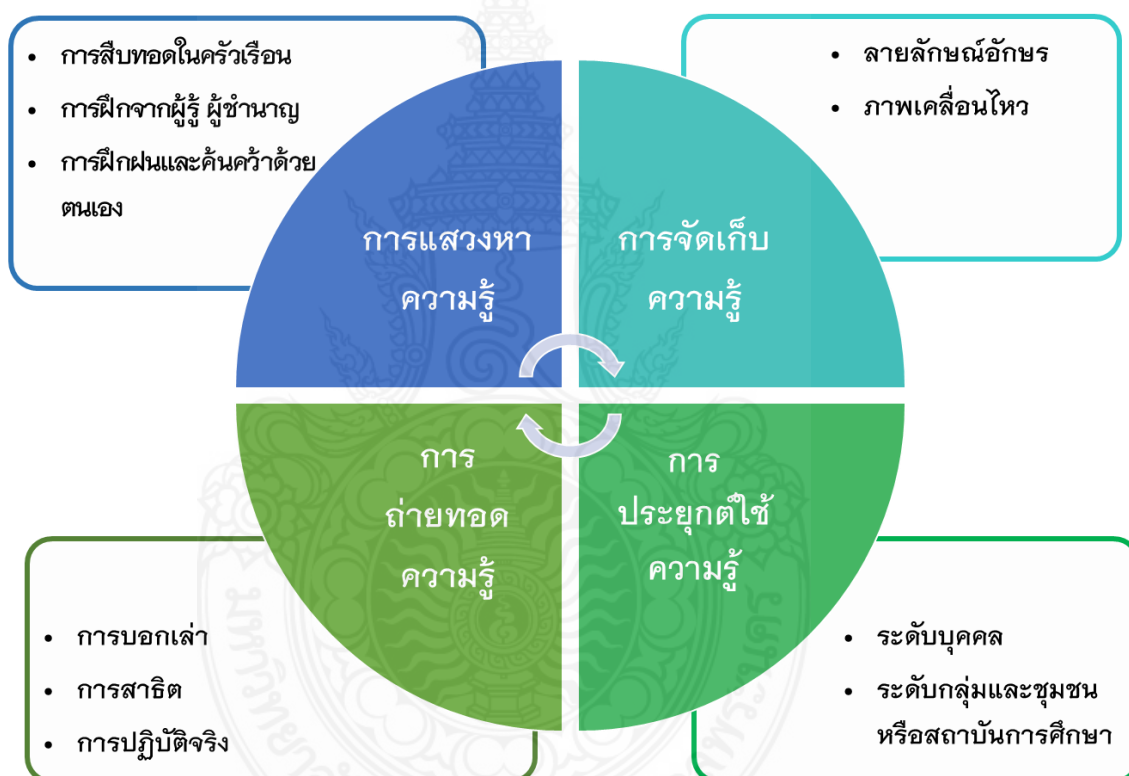 • การสืบทอดในครัวเรือน
• การฝึกจากผู้รู้ ผู้ชำนาญ
• การฝึกฝนและค้นคว้าด้วย
ตนเอง
• ลายลักษณ์อักษร
• ภาพเคลื่อนไหว
การแสวงหา
ความรู้
การจัดเก็บ
ความรู้
การ
ถ่ายทอด
ความรู้
การ
ประยุกต์ใช้
ความรู้
• การบอกเล่า
• การสาธิต
• การปฏิบัติจริง
• ระดับบุคคล
• ระดับกลุ่มและชุมชน
หรือสถาบันการศึกษา